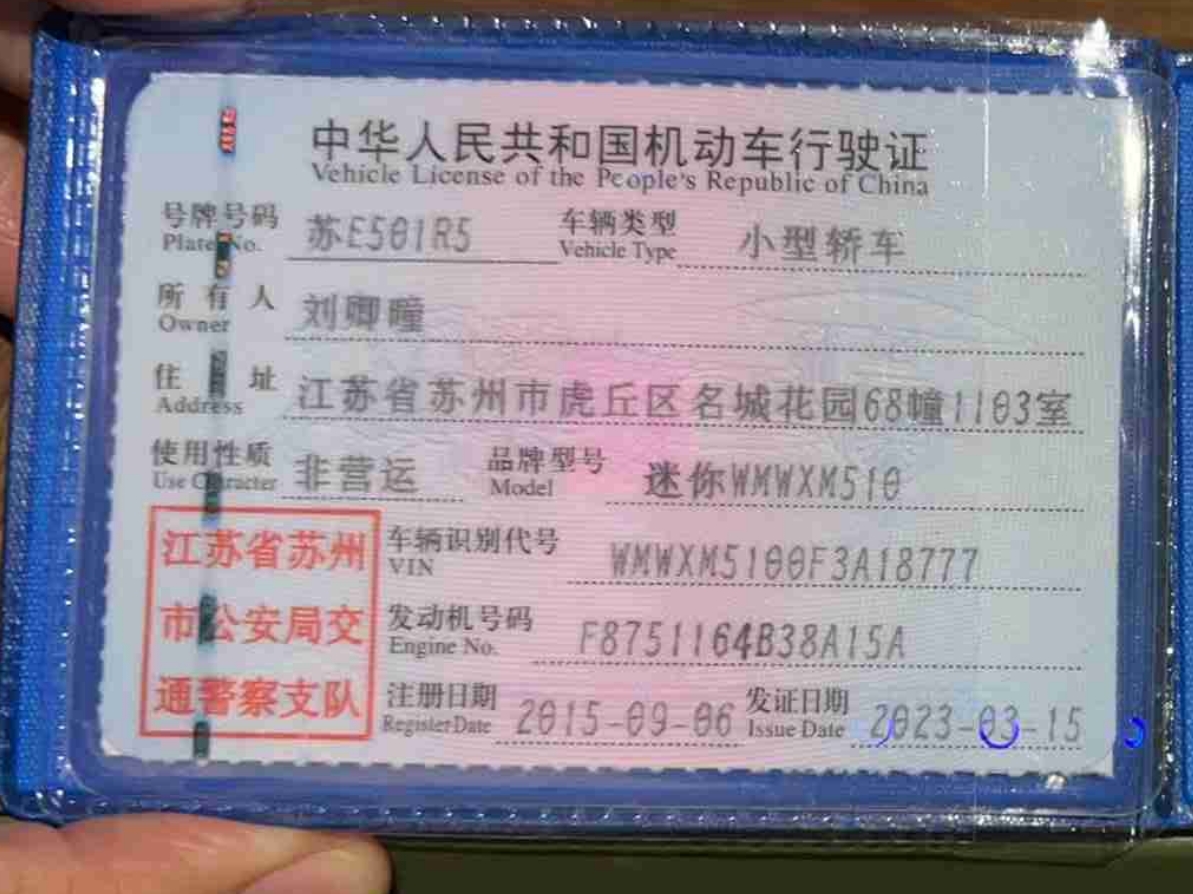 中华人民共和国机动车行驶证
Vehicle License of the People's Republic of China
号牌号码 苏E501R5 车辆类型 小型轿车
Plate No. Vehicle Type
所有人 刘卿瞳
Owner
住址 江苏省苏州市虎丘区名城花园68幢1103室
Address
使用性质 非营运 品牌型号 迷你WMWXM510
Use Character Model
江苏省苏州
市公安局交
通警察支队
车辆识别代号 WMWXM5100F3A18777
VIN
发动机号码 F8751164B38A15A
Engine No.
注册日期 2015-09-06 发证日期 2023-03-15
Register Date Issue Date